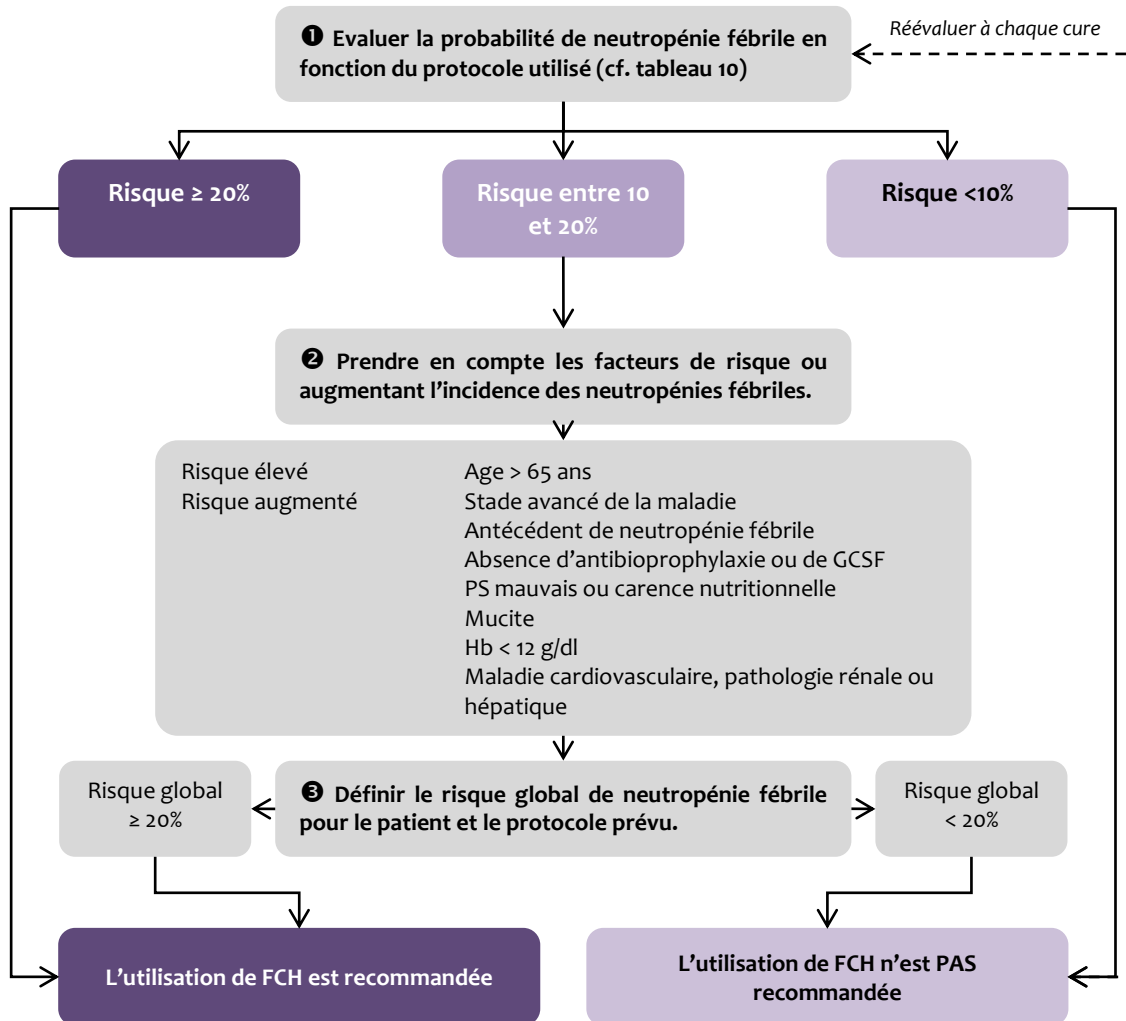 ❶ Evaluer la probabilité de neutropénie fébrile en
fonction du protocole utilisé (cf. tableau 10)
Réévaluer à chaque cure
Risque ≥ 20%
Risque entre 10
et 20%
Risque <10%
❷ Prendre en compte les facteurs de risque ou
augmentant l’incidence des neutropénies fébriles.
Risque élevé
Risque augmenté
Age > 65 ans
Stade avancé de la maladie
Antécédent de neutropénie fébrile
Absence d’antibioprophylaxie ou de GCSF
PS mauvais ou carence nutritionnelle
Mucite
Hb < 12 g/dl
Maladie cardiovasculaire, pathologie rénale ou
hépatique
Risque global
≥ 20%
❸ Définir le risque global de neutropénie fébrile
pour le patient et le protocole prévu.
Risque global
< 20%
L’utilisation de FCH est recommandée
L’utilisation de FCH n’est PAS
recommandée